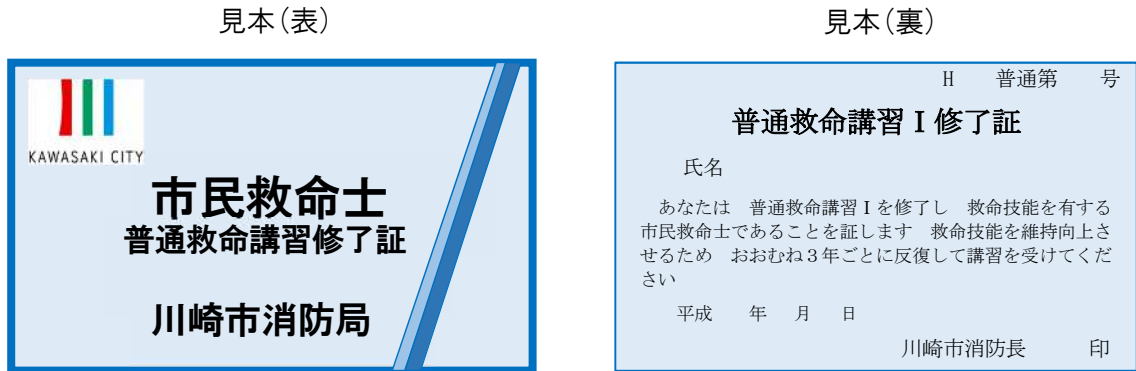 見本（表）
KAWASAKI CITY
市民救命士
普通救命講習修了証
川崎市消防局
見本（裏）
H　普通第　号
普通救命講習Ⅰ修了証
氏名
あなたは　普通救命講習Ⅰを修了し　救命技能を有する
市民救命士であることを証します　救命技能を維持向上さ
せるため　おおむね３年ごとに反復して講習を受けてくだ
さい
平成　年　月　日
川崎市消防長　印